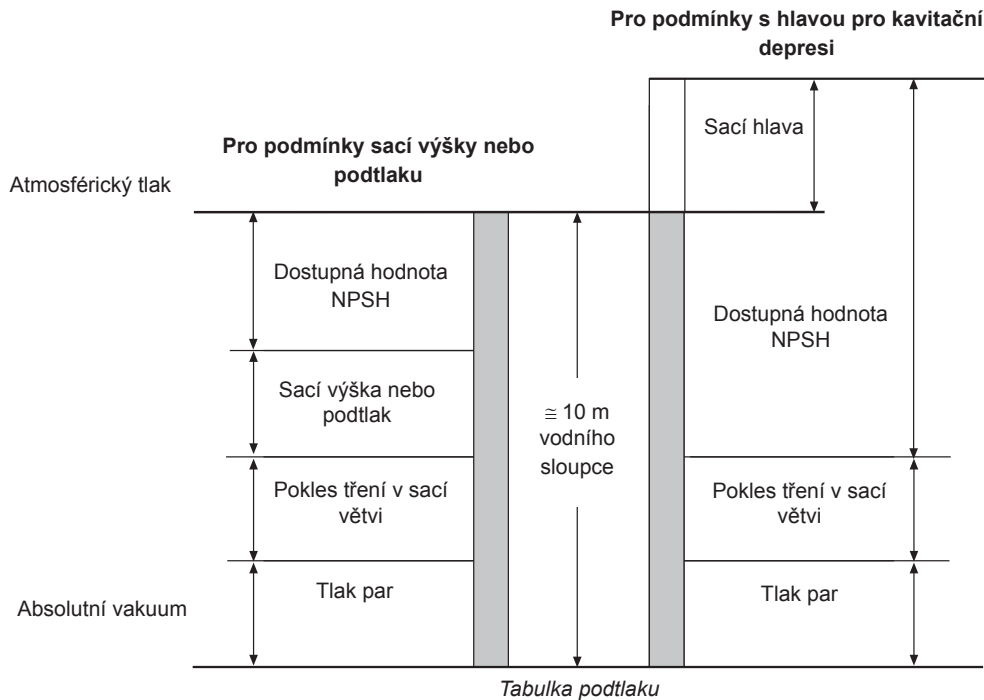 Pro podmínky s hlavou pro kavitační
depresi
Sací hlava
Pro podmínky sací výšky nebo
podtlaku
Atmosférický tlak
Dostupná hodnota
NPSH
Dostupná hodnota
NPSH
Sací výška nebo
podtlak
≅ 10 m
vodního
sloupce
Pokles tření v sací
větvi
Pokles tření v sací
větvi
Tlak par
Tlak par
Absolutní vakuum
Tabulka podtlaku